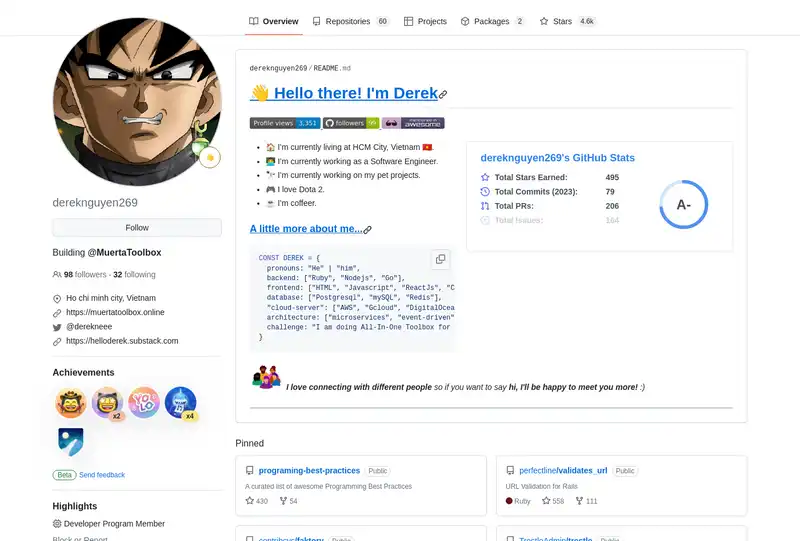 Overview
Repositories 60
Projects
Packages 2
Stars 4.6k
dereknguyen269
Follow
Building @MuertaToolbox
98 followers · 32 following
Ho chi minh city, Vietnam
https://muertatoolbox.online
@derekneee
https://helloderek.substack.com
Achievements
YOLO
x2
x4
Beta Send feedback
Highlights
Developer Program Member
Block or Report
dereknguyen269 / README.md
👋 Hello there! I'm Derek
Profile views 3,351
followers 99
awesome
🏠 I'm currently living at HCM City, Vietnam 🇻🇳.
👨‍💻 I'm currently working as a Software Engineer.
🔭 I'm currently working on my pet projects.
🎮 I love Dota 2.
☕ I'm coffeer.
dereknguyen269's GitHub Stats
Total Stars Earned: 495
Total Commits (2023): 79
Total PRs: 206
Total Issues: 164
A-
A little more about me...
CONST DEREK = {
pronouns: "He" | "him",
backend: ["Ruby", "Nodejs", "Go"],
frontend: ["HTML", "Javascript", "ReactJs", "C
database: ["Postgresql", "mySQL", "Redis"],
"cloud-server": ["AWS", "Gcloud", "DigitalOcea
architecture: ["microservices", "event-driven"
challenge: "I am doing All-In-One Toolbox for
}
I love connecting with different people so if you want to say hi, I'll be happy to meet you more! :)
Pinned
programing-best-practices Public
A curated list of awesome Programming Best Practices
430 54
perfectline/validates_url Public
URL Validation for Rails
Ruby 558 111
contribsys/faktory Public
TrestleAdmin/trestle Public